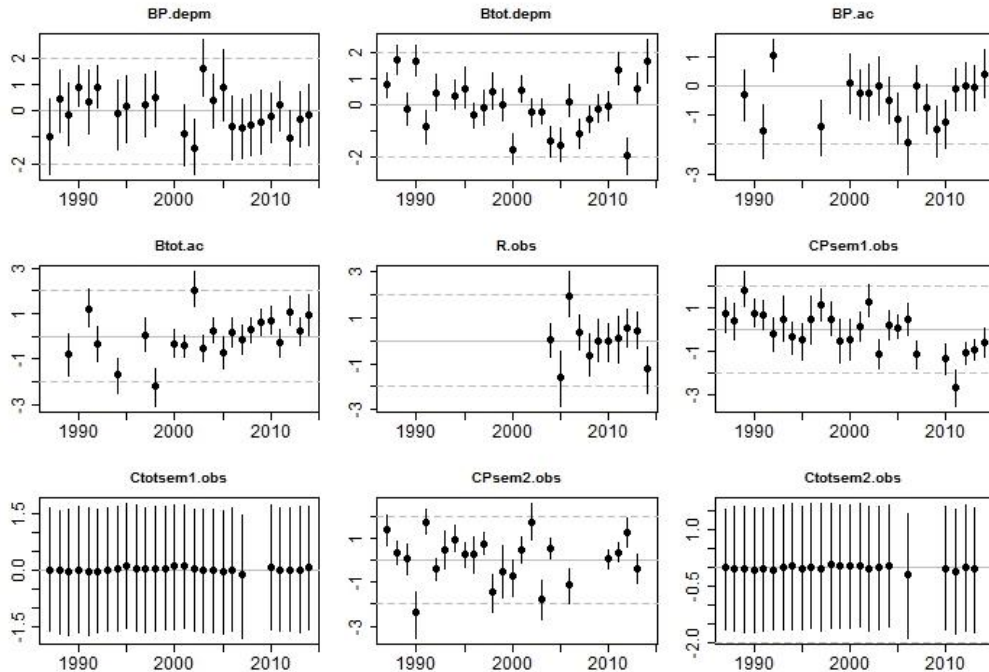 BP.depm Btot.depm BP.ac
2 1 0 -2
2 1 0 -2
1 0 -1 -3
1990 2000 2010 1990 2000 2010 1990 2000 2010
Btot.ac R.obs CPsem1.obs
3 1 -1 -3
3 1 -1 -3
1 -1 -3
1990 2000 2010 1990 2000 2010 1990 2000 2010
Ctotsem1.obs CPsem2.obs Ctotsem2.obs
1.5 0.0 -1.5
1 -1 -3
1.0 -0.5 -2.0
1990 2000 2010 1990 2000 2010 1990 2000 2010